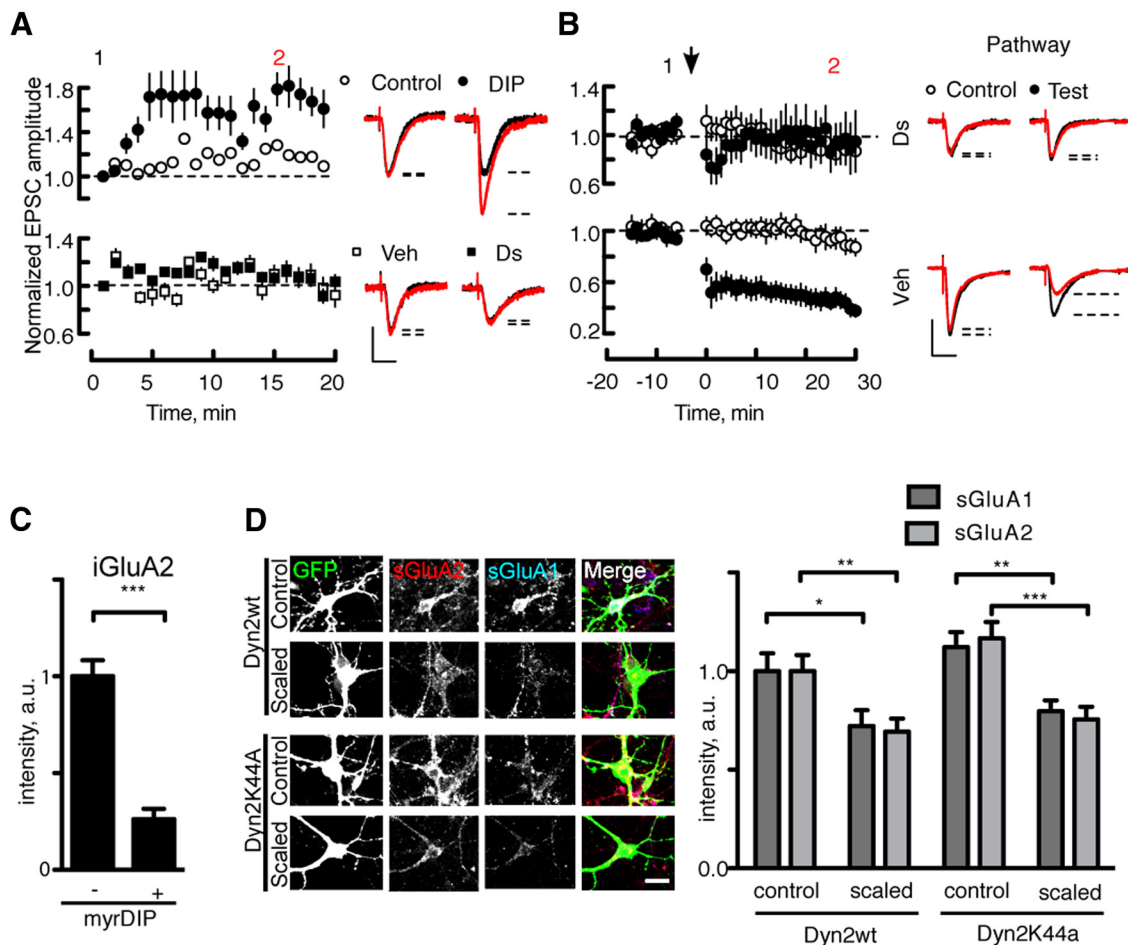 A
1
2
Normalized EPSC amplitude
1.8
1.4
1.0
Control
DIP
1.4
1.0
0.6
Veh
Ds
0
5
10
15
20
Time, min
B
1
2
Pathway
Control
Test
1.4
1.0
0.6
Ds
1.0
0.6
0.2
Veh
-20
-10
0
10
20
30
Time, min
C
iGluA2
***
intensity, a.u.
1
0
-
+
myrDIP
D
GFP
sGluA2
sGluA1
Merge
Dyn2wt
Control
Scaled
Dyn2K44A
Control
Scaled
sGluA1
sGluA2
**
*
**
***
intensity, a.u.
1.0
0.0
control
scaled
control
scaled
Dyn2wt
Dyn2K44a